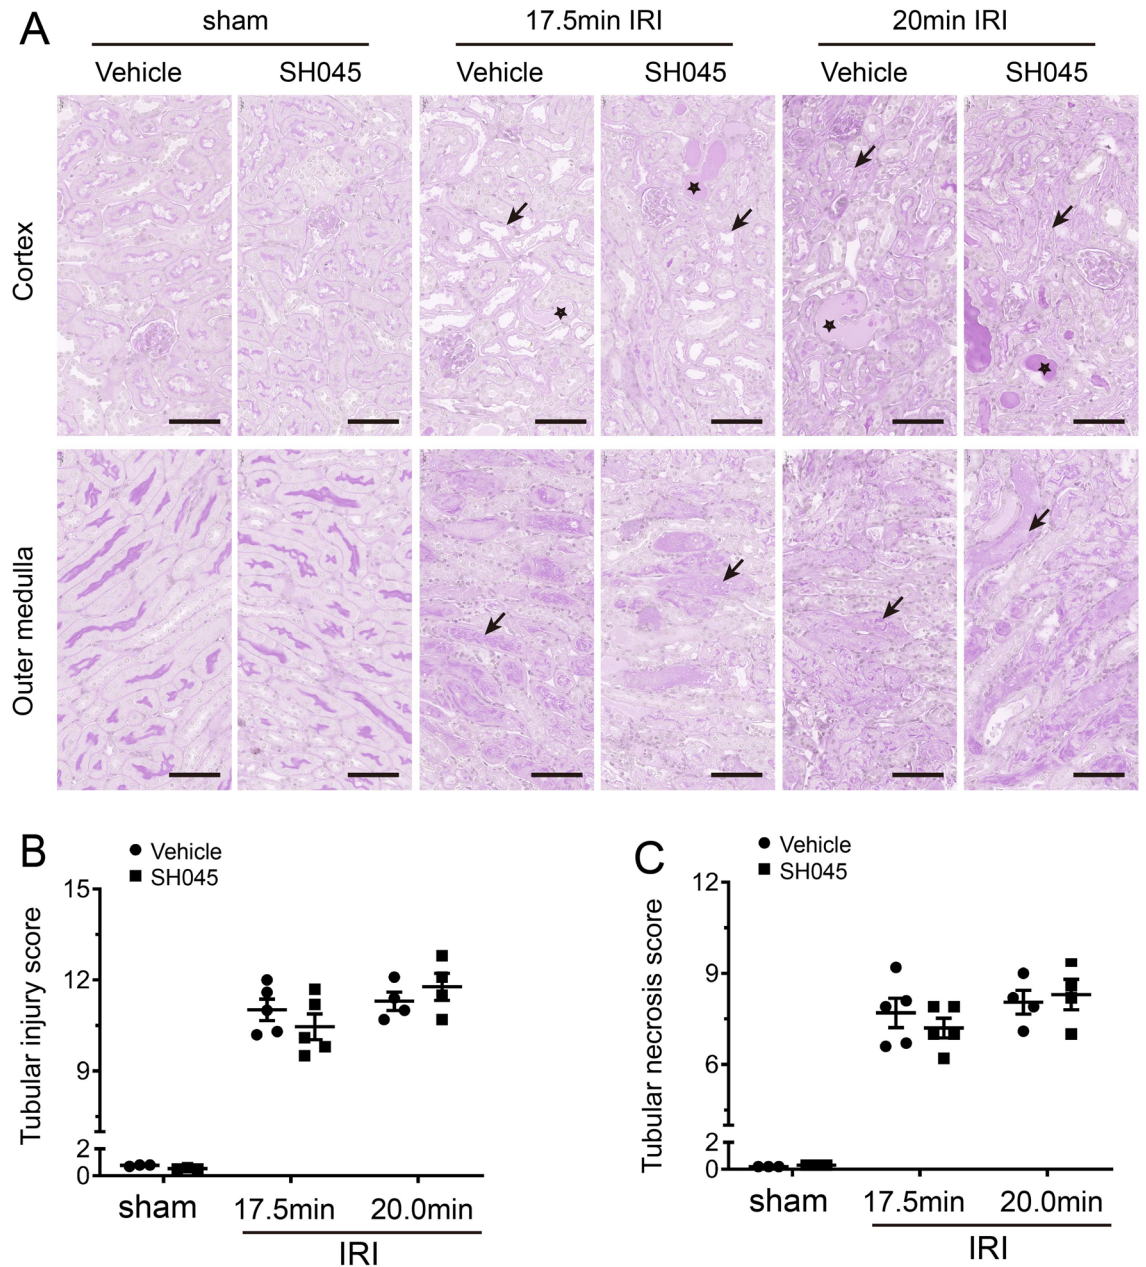 A
sham 17.5min IRI 20min IRI
Vehicle SH045 Vehicle SH045 Vehicle SH045
Cortex
Outer medulla
B
Vehicle
SH045
Tubular injury score
15
12
9
2
0
sham 17.5min 20.0min
IRI
C
Vehicle
SH045
Tubular necrosis score
12
9
6
2
0
sham 17.5min 20.0min
IRI